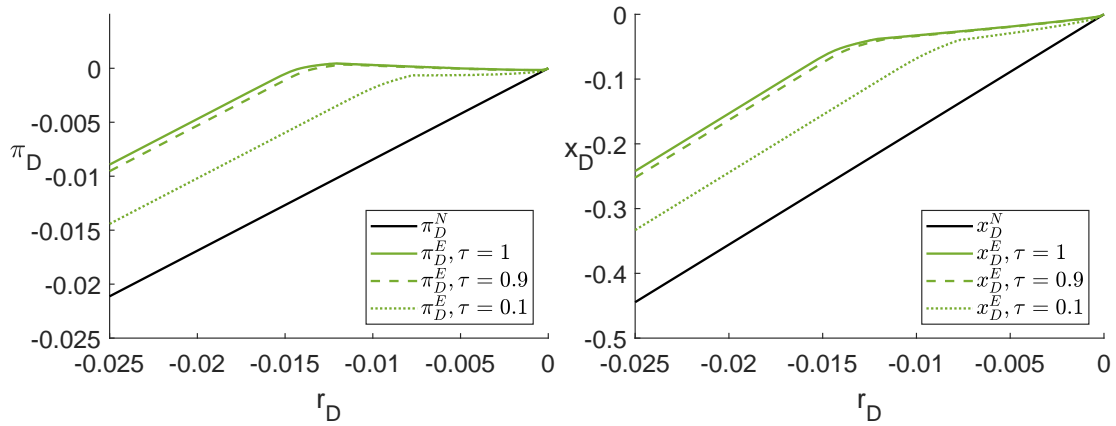 0
-0.005
π_D
-0.01
-0.015
-0.02
-0.025
-0.025 -0.02 -0.015 -0.01 -0.005 0
r_D
π_D^N
π_D^E, τ = 1
π_D^E, τ = 0.9
π_D^E, τ = 0.1
0
-0.1
x_D
-0.2
-0.3
-0.4
-0.5
-0.025 -0.02 -0.015 -0.01 -0.005 0
r_D
x_D^N
x_D^E, τ = 1
x_D^E, τ = 0.9
x_D^E, τ = 0.1